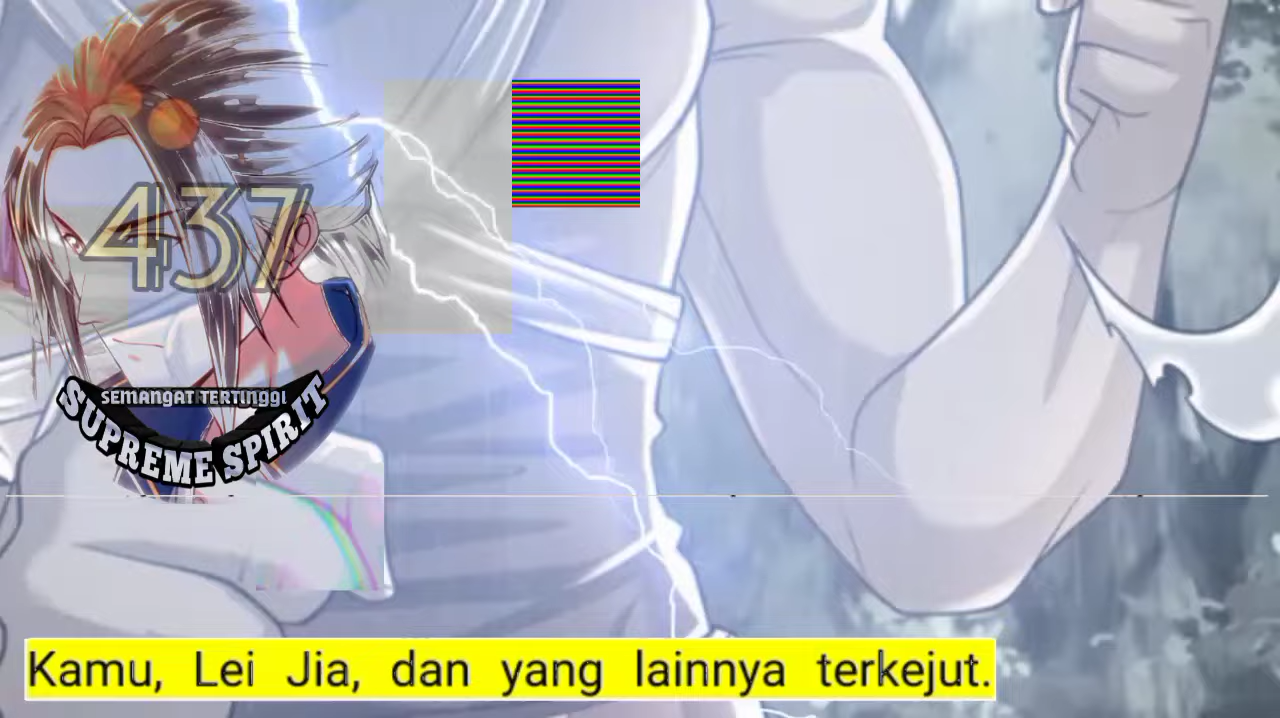 437
SEMANGAT TERTINGGI
SUPREME SPIRIT
Kamu, Lei Jia, dan yang lainnya terkejut.